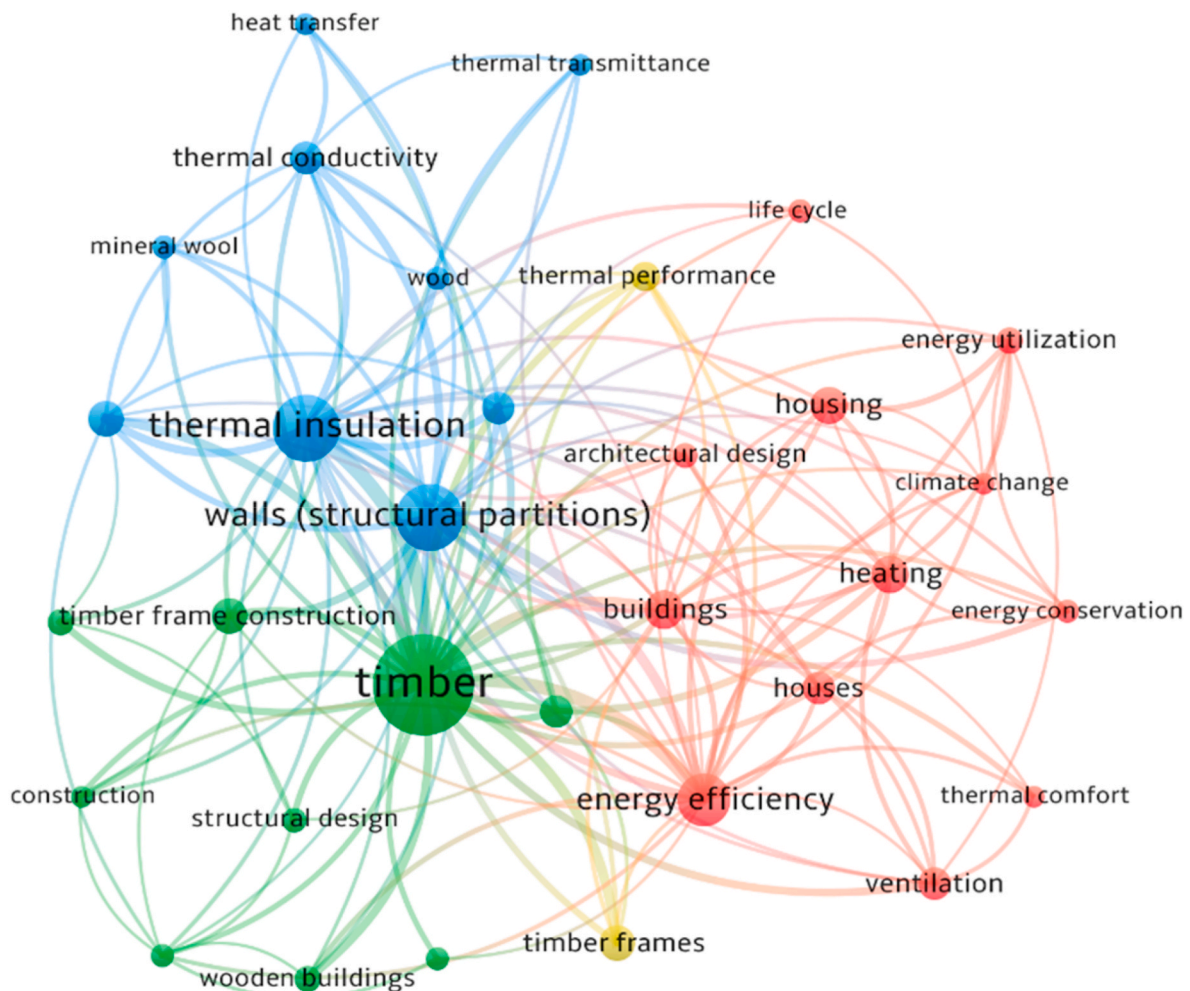 heat transfer
thermal transmittance
thermal conductivity
life cycle
mineral wool
wood
thermal performance
energy utilization
housing
thermal insulation
architectural design
climate change
walls (structural partitions)
heating
timber frame construction
buildings
energy conservation
timber
houses
construction
energy efficiency
thermal comfort
structural design
ventilation
timber frames
wooden buildings